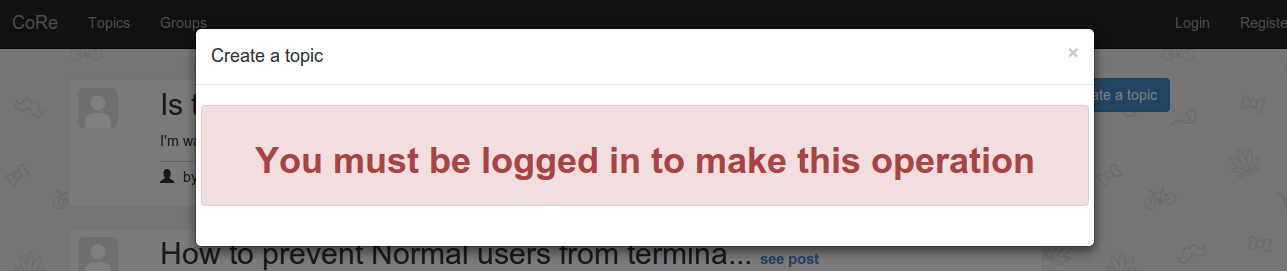 CoRe Topics Groups Login Registe
Create a topic ×
ate a topic
Is t
I'm wa
You must be logged in to make this operation
by
How to prevent Normal users from termina... see post